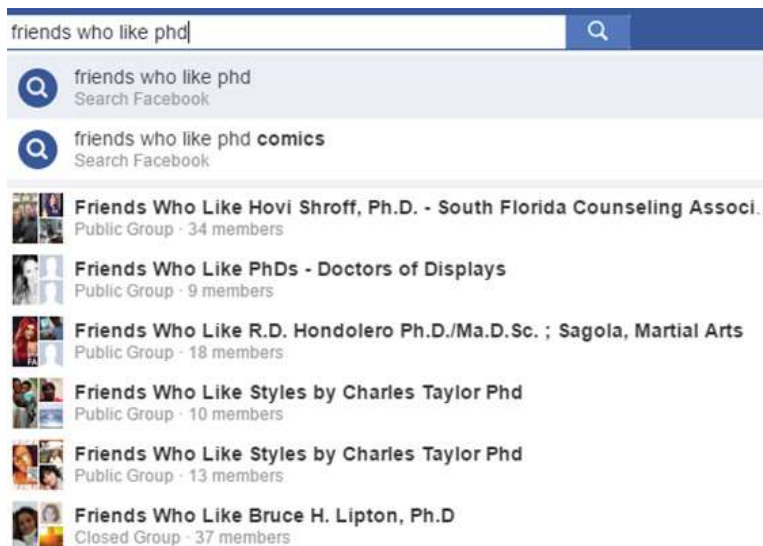 friends who like phd
friends who like phd
Search Facebook
friends who like phd comics
Search Facebook
Friends Who Like Hovi Shroff, Ph.D. - South Florida Counseling Associ.
Public Group · 34 members
Friends Who Like PhDs - Doctors of Displays
Public Group · 9 members
Friends Who Like R.D. Hondolero Ph.D./Ma.D.Sc. ; Sagola, Martial Arts
Public Group · 18 members
Friends Who Like Styles by Charles Taylor Phd
Public Group · 10 members
Friends Who Like Styles by Charles Taylor Phd
Public Group · 13 members
Friends Who Like Bruce H. Lipton, Ph.D
Closed Group · 37 members